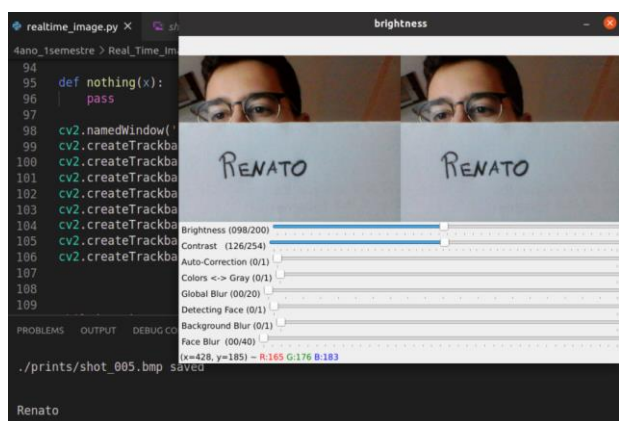 realtime_image.py ×
sh
brightness
4ano_1semestre > Real_Time_Im
94
95 def nothing(x):
96 pass
97
98 cv2.namedWindow('
99 cv2.createTrackba
100 cv2.createTrackba
101 cv2.createTrackba
102 cv2.createTrackba
103 cv2.createTrackba
104 cv2.createTrackba
105 cv2.createTrackba
106 cv2.createTrackba
107
108
109
RENATO
RENATO
Brightness (098/200)
Contrast (126/254)
Auto-Correction (0/1)
Colors <-> Gray (0/1)
Global Blur (00/20)
Detecting Face (0/1)
Background Blur (0/1)
Face Blur (00/40)
(x=428, y=185) ~ R:165 G:176 B:183
PROBLEMS OUTPUT DEBUG CO
./prints/shot_005.bmp saved
Renato